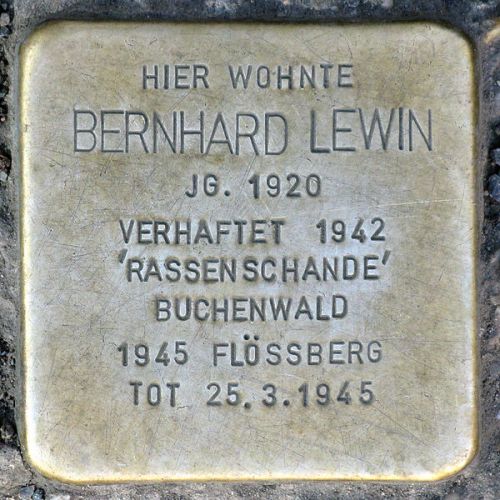 HIER WOHNTE
BERNHARD LEWIN
JG. 1920
VERHAFTET 1942
'RASSENSCHANDE'
BUCHENWALD
1945 FLÖSSBERG
TOT 25.3.1945